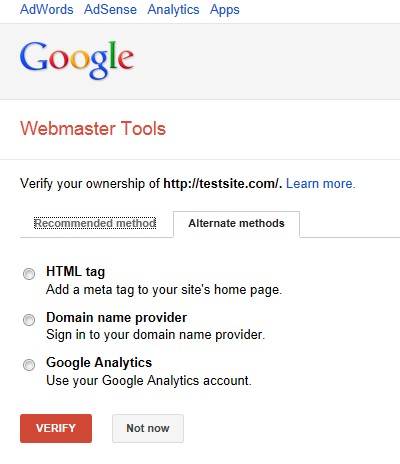 AdWords AdSense Analytics Apps
Google
Webmaster Tools
Verify your ownership of http://testsite.com/. Learn more.
Recommended method Alternate methods
HTML tag
Add a meta tag to your site's home page.
Domain name provider
Sign in to your domain name provider.
Google Analytics
Use your Google Analytics account.
VERIFY Not now